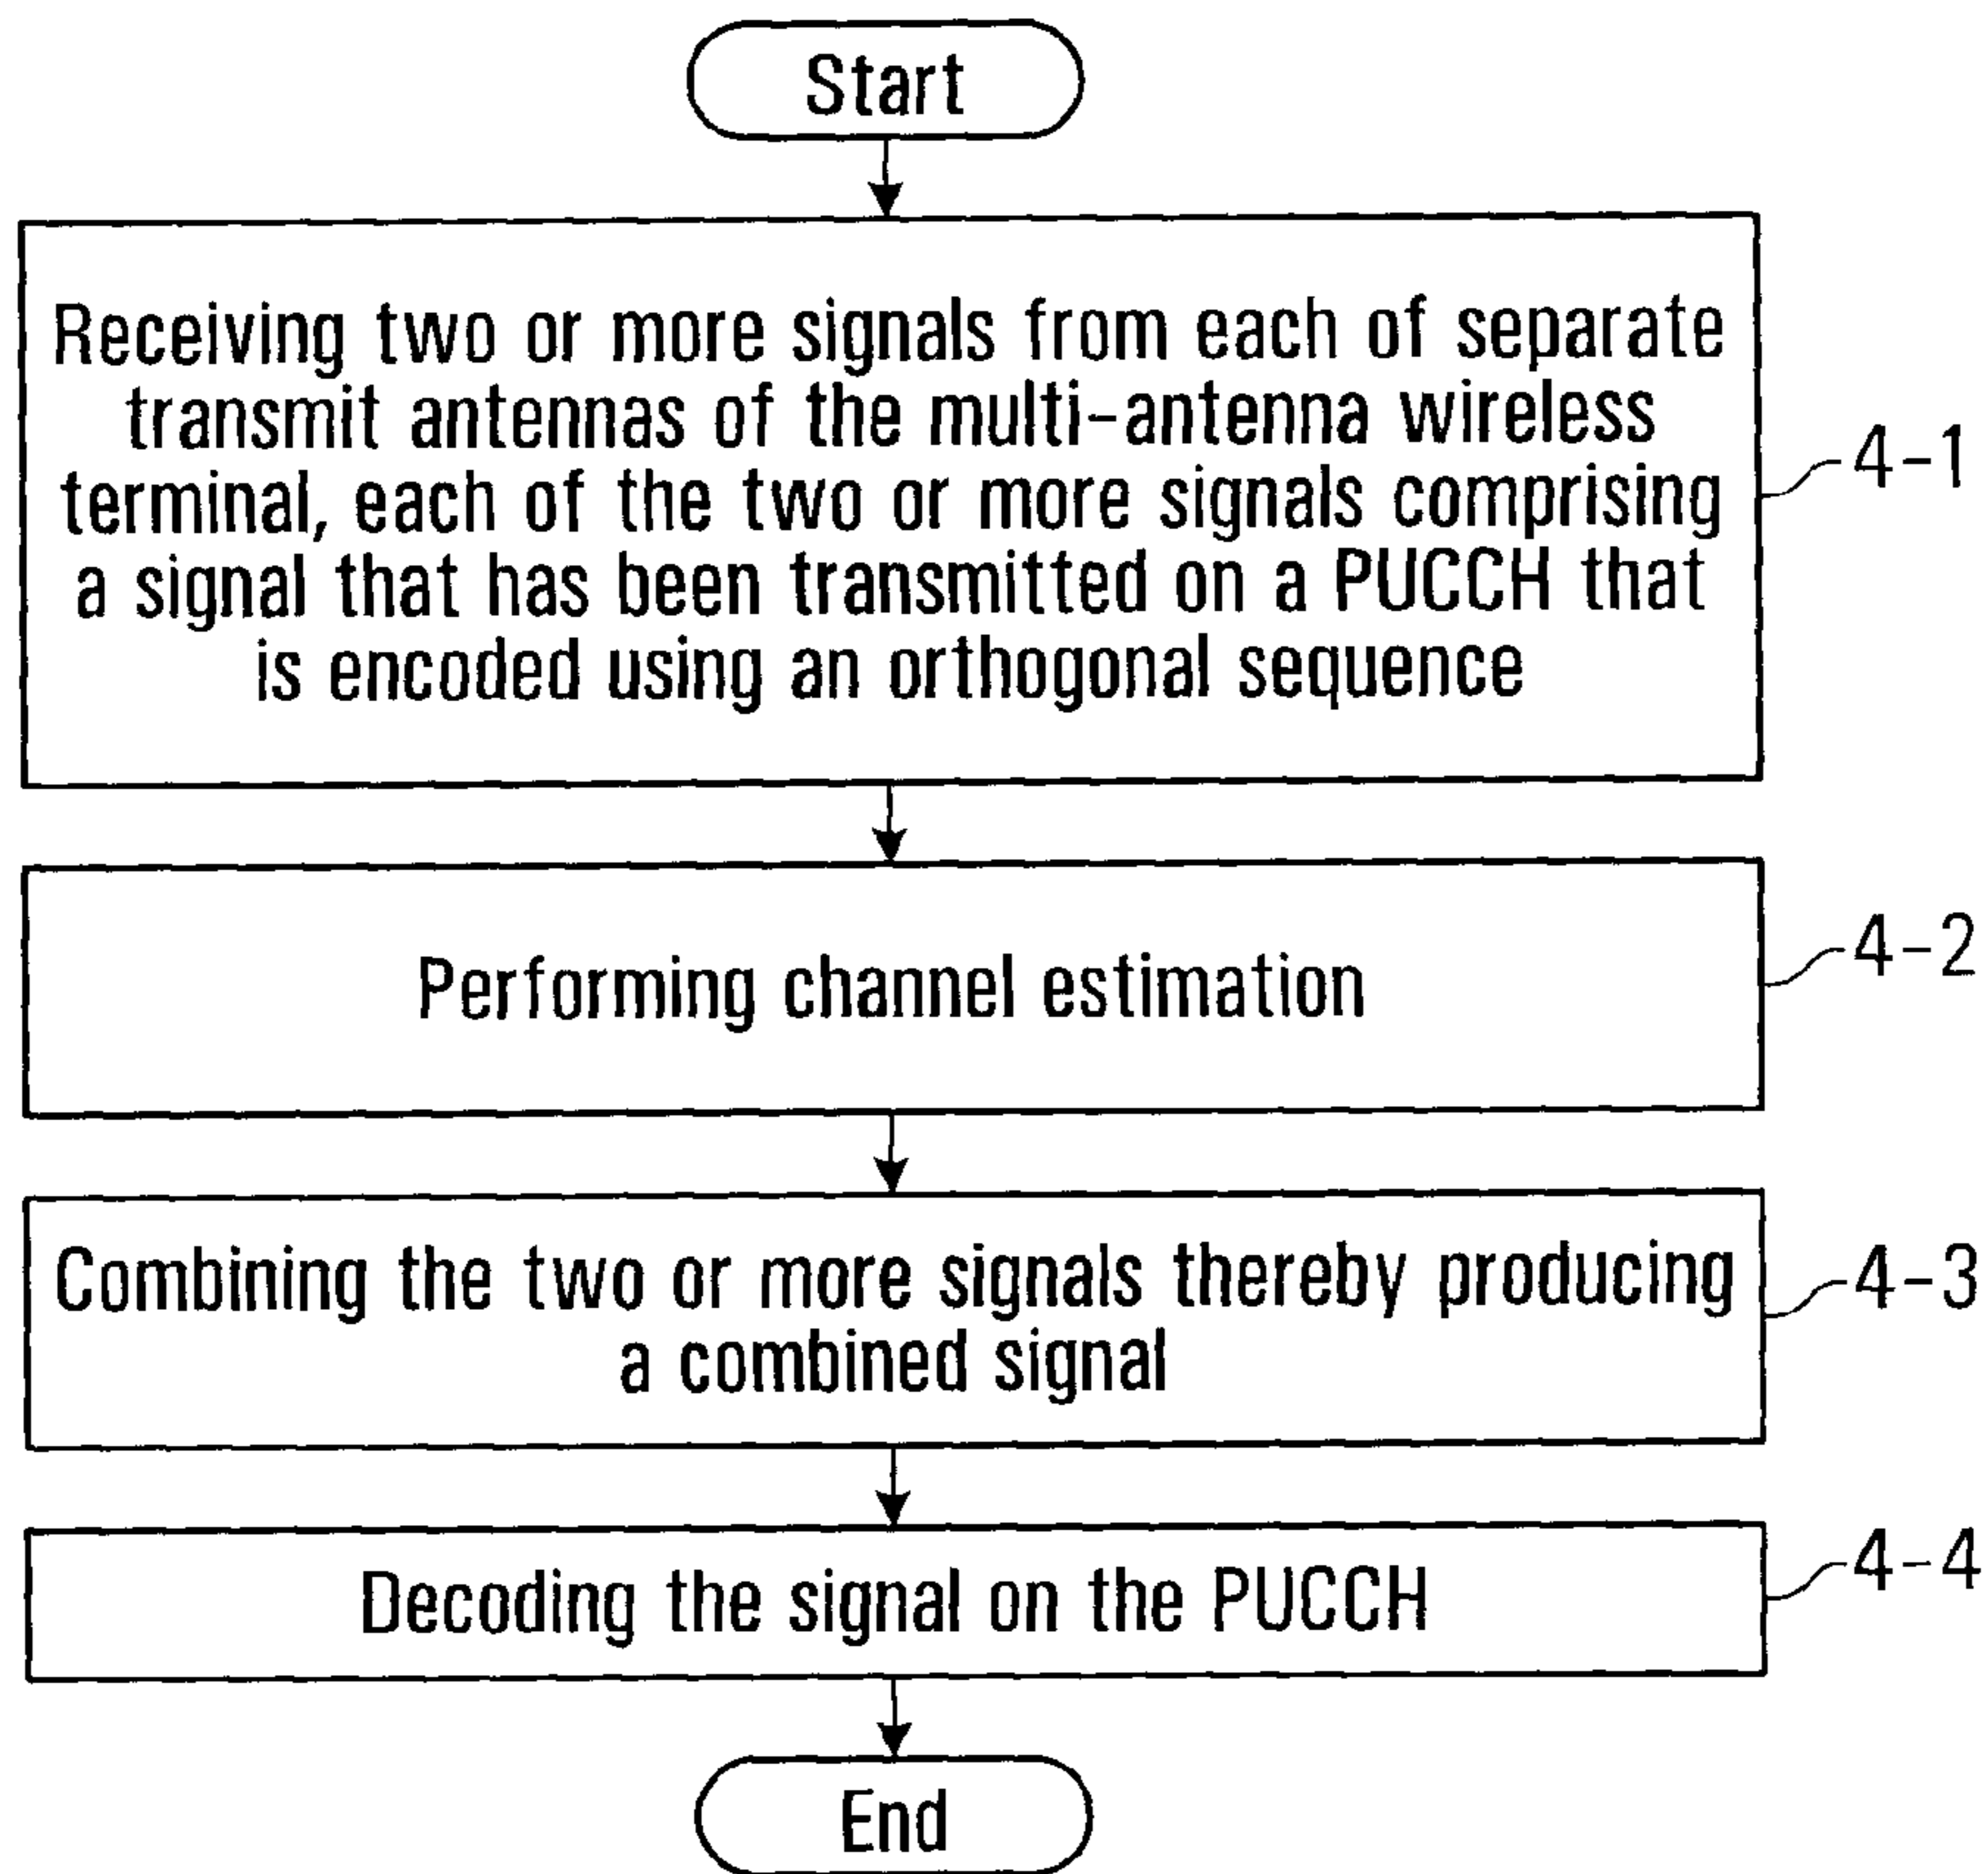 Start
Receiving two or more signals from each of separate
transmit antennas of the multi-antenna wireless
terminal, each of the two or more signals comprising
a signal that has been transmitted on a PUCCH that
is encoded using an orthogonal sequence
4-1
Performing channel estimation
4-2
Combining the two or more signals thereby producing
a combined signal
4-3
Decoding the signal on the PUCCH
4-4
End